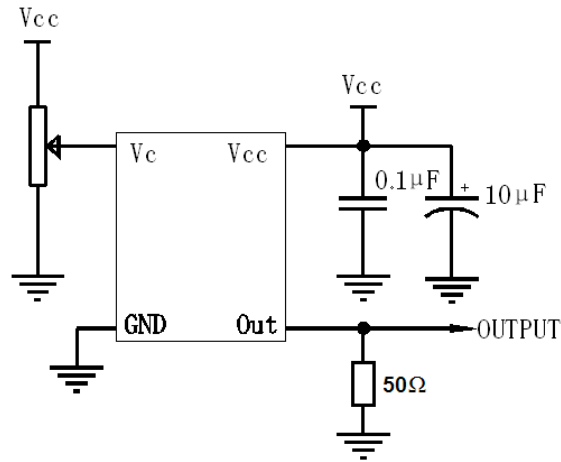 Vcc
Vcc
Vc
Vcc
0.1μF
+
10μF
GND
Out
OUTPUT
50Ω